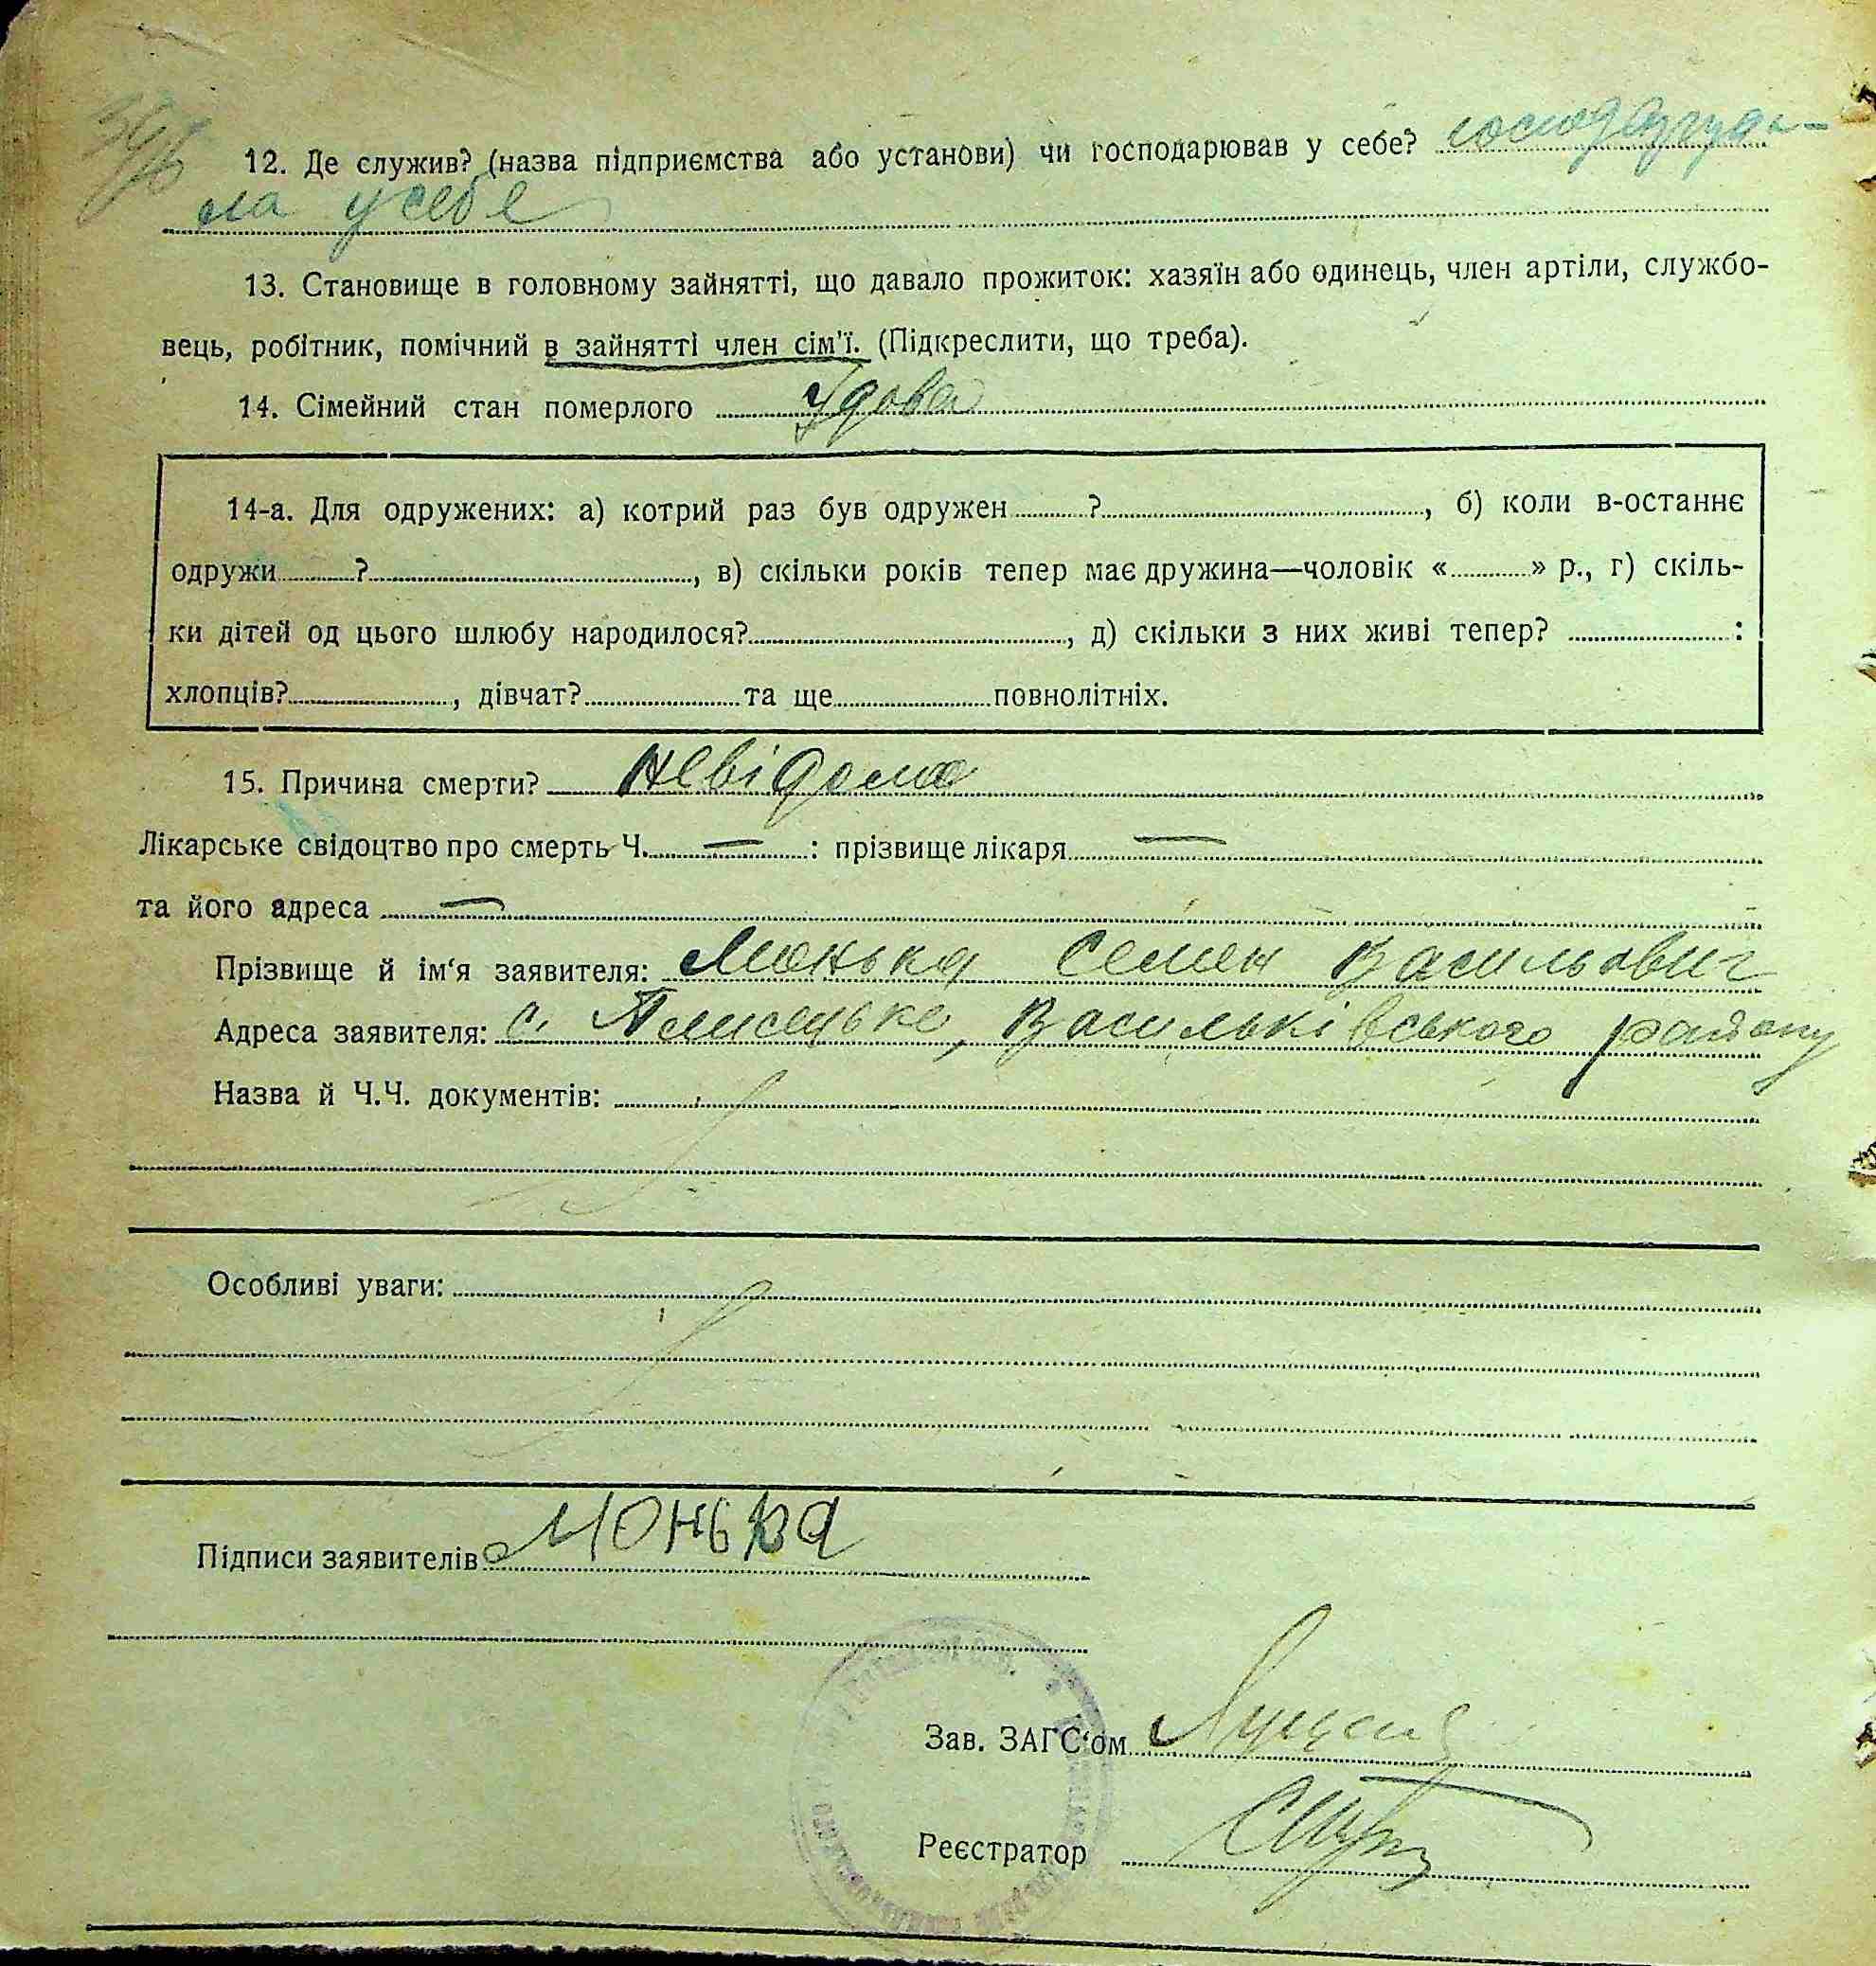 12. Де служив? (назва підприємства або установи) чи господарював у себе? господарува-
ла у себе
13. Становище в головному зайнятті, що давало прожиток: хазяїн або одинець, член артіли, службо-
вець, робітник, помічний в зайнятті член сім'ї. (Підкреслити, що треба).
14. Сімейний стан померлого Удова
14-а. Для одружених: а) котрий раз був одружен ........?........, б) коли в-останнє
одружи........?........, в) скільки років тепер має дружина—чоловік «........» р., г) скіль-
ки дітей од цього шлюбу народилося?........, д) скільки з них живі тепер? ........:
хлопців?........, дівчат?........та ще........повнолітніх.
15. Причина смерти? невідома
Лікарське свідоцтво про смерть Ч. — : прізвище лікаря —
та його адреса —
Прізвище й ім'я заявителя: Монька Семен Васильович
Адреса заявителя: с. Плисецьке, Васильківського району
Назва й Ч.Ч. документів:
Особливі уваги:
Підписи заявителів Монька
Зав. ЗАГС'ом
Реєстратор